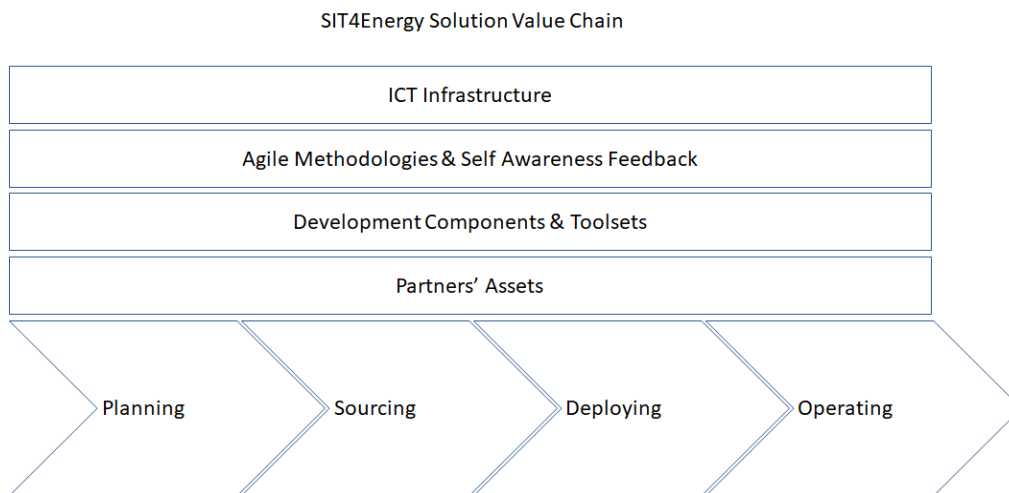 SIT4Energy Solution Value Chain
ICT Infrastructure
Agile Methodologies & Self Awareness Feedback
Development Components & Toolsets
Partners’ Assets
Planning
Sourcing
Deploying
Operating